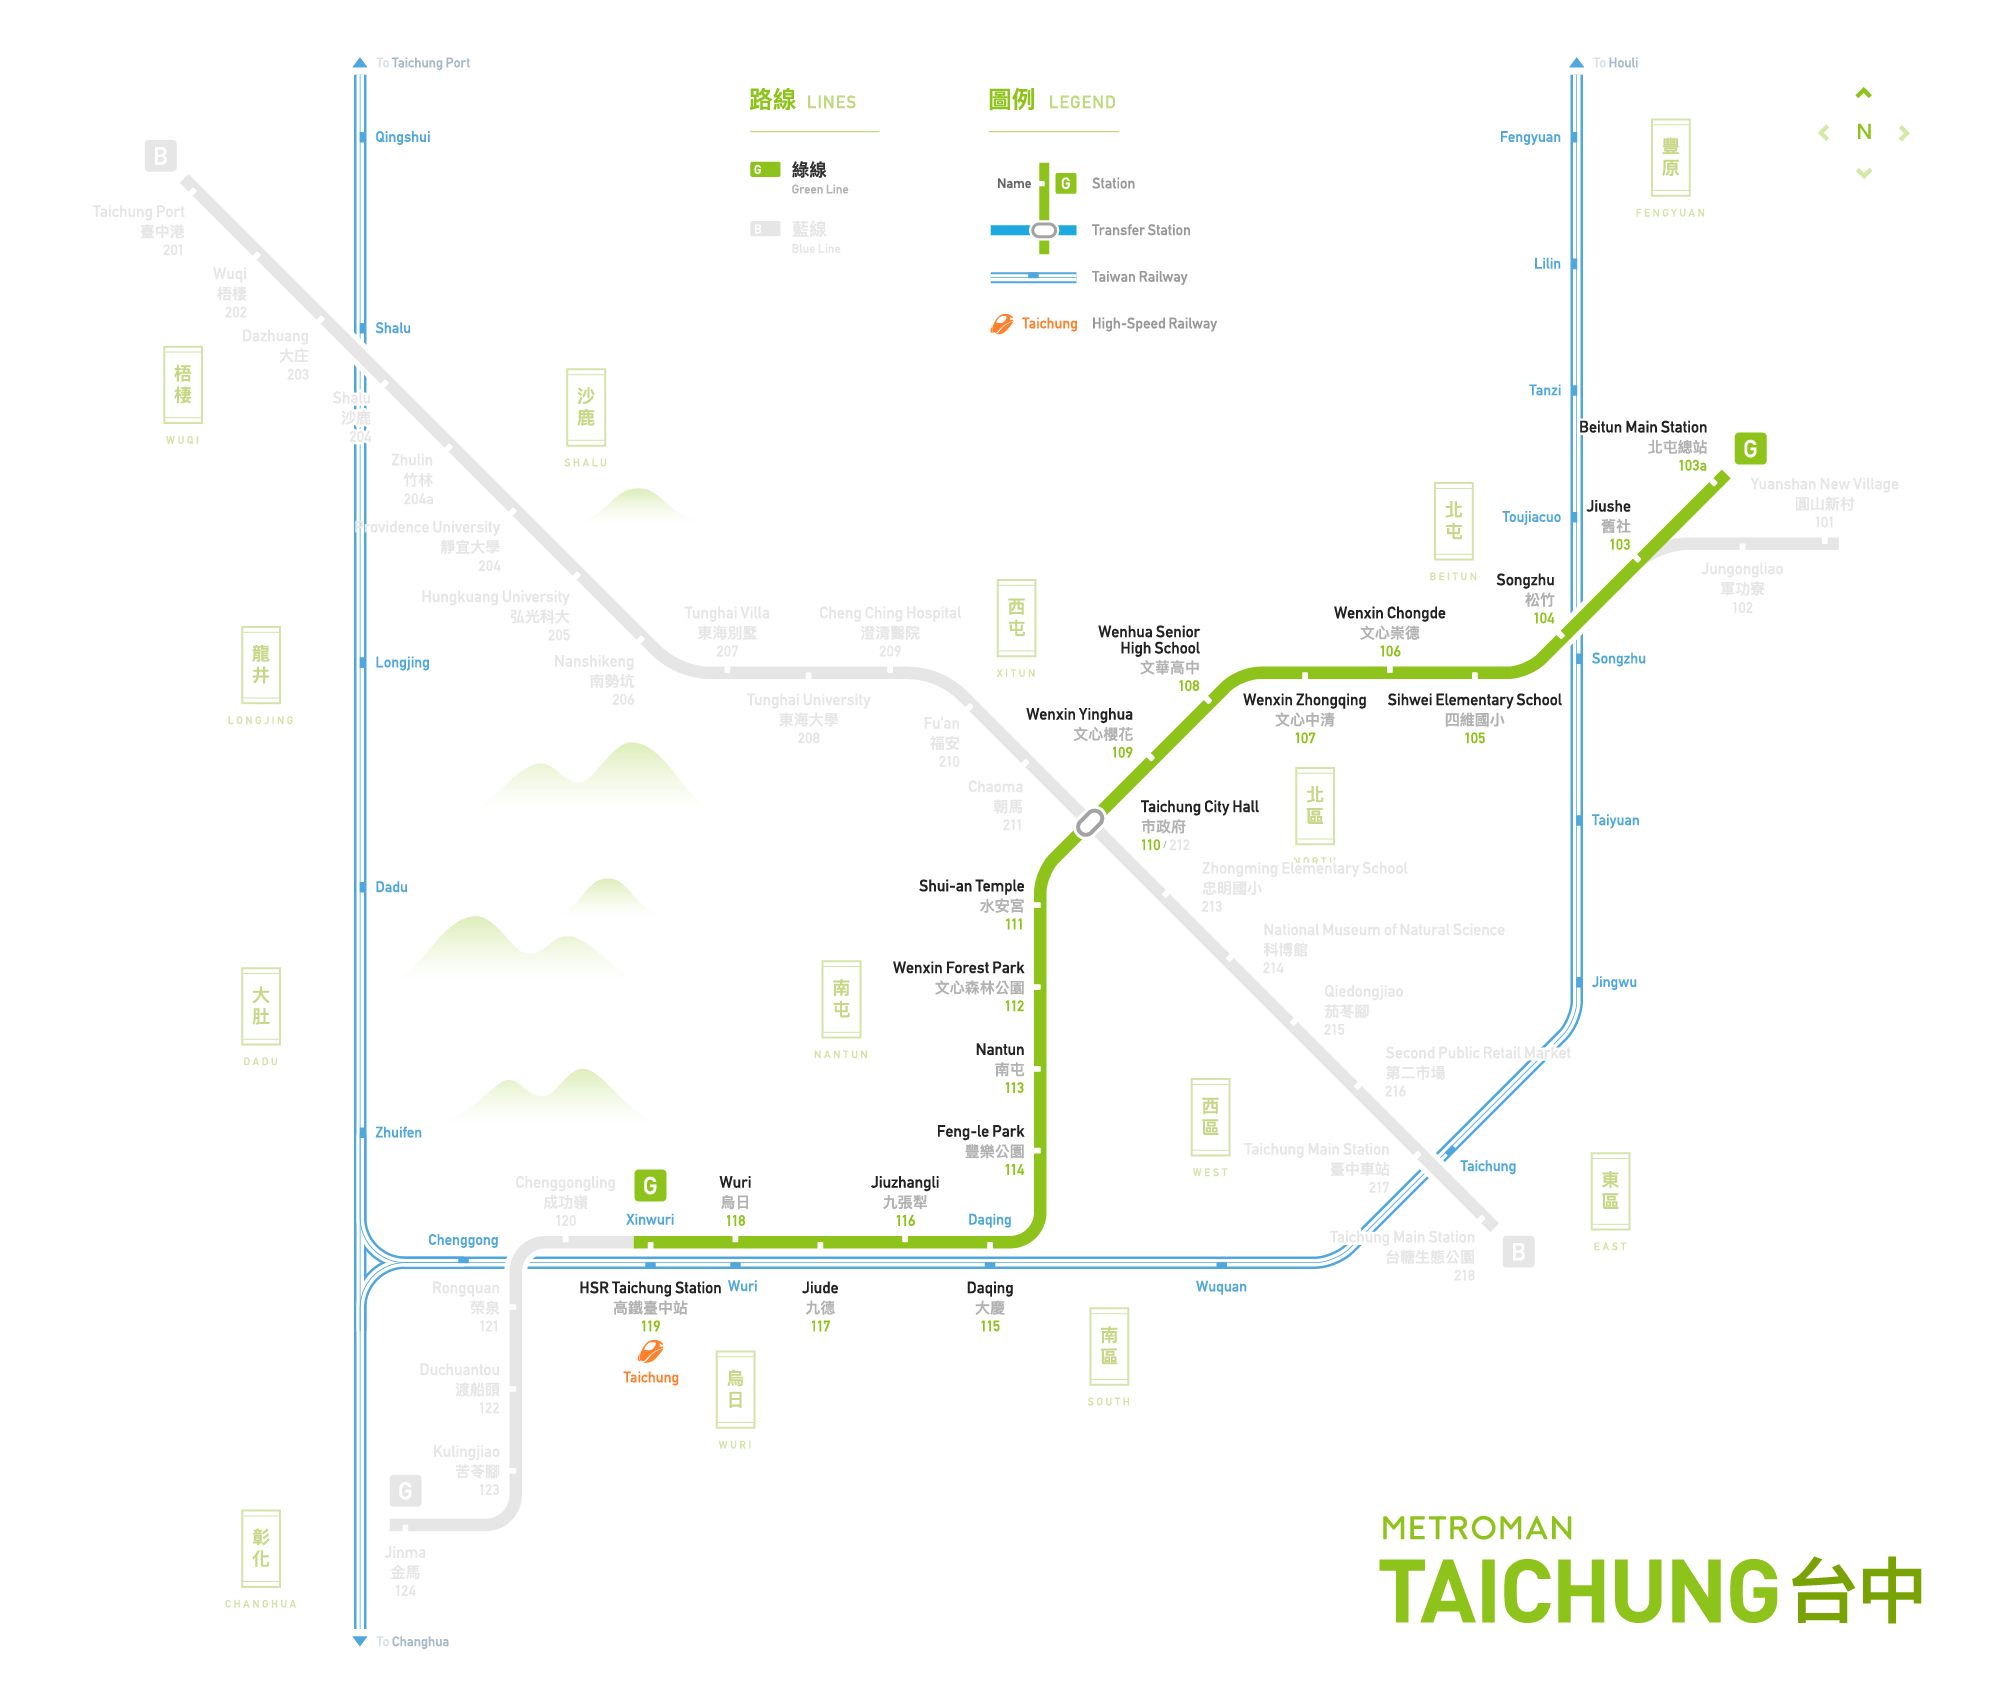 To Taichung Port
Qingshui
Shalu
Longjing
Dadu
Zhuifen
Chenggong
To Changhua
B
Taichung Port
臺中港
201
Wuqi
梧棲
202
Dazhuang
大庄
203
Shalu
沙鹿
204
Zhulin
竹林
204a
Providence University
靜宜大學
204
Hungkuang University
弘光科大
205
Nanshikeng
南勢坑
206
Tunghai Villa
東海別墅
207
Tunghai University
東海大學
208
Cheng Ching Hospital
澄清醫院
209
Fu'an
福安
210
Chaoma
朝馬
211
路線 LINES
G 綠線
Green Line
B 藍線
Blue Line
圖例 LEGEND
Name G Station
Transfer Station
Taiwan Railway
Taichung High-Speed Railway
To Houli
Fengyuan
Lilin
Tanzi
Toujiacuo
Songzhu
Taiyuan
Jingwu
Taichung
Wuquan
N
豐原
FENGYUAN
梧棲
WUQI
沙鹿
SHALU
北屯
BEITUN
西屯
XITUN
龍井
LONGJING
北區
NORTH
大肚
DADU
南屯
NANTUN
西區
WEST
東區
EAST
南區
SOUTH
烏日
WURI
彰化
CHANGHUA
Beitun Main Station
北屯總站
103a
G
Yuanshan New Village
圓山新村
101
Jungongliao
軍功寮
102
Jiushe
舊社
103
Songzhu
松竹
104
Sihwei Elementary School
四維國小
105
Wenxin Chongde
文心崇德
106
Wenxin Zhongqing
文心中清
107
Wenhua Senior
High School
文華高中
108
Wenxin Yinghua
文心櫻花
109
Taichung City Hall
市政府
110 / 212
Shui-an Temple
水安宮
111
Wenxin Forest Park
文心森林公園
112
Nantun
南屯
113
Feng-le Park
豐樂公園
114
Daqing
Daqing
大慶
115
Jiuzhangli
九張犁
116
Jiude
九德
117
Wuri
烏日
118
Wuri
G
Xinwuri
HSR Taichung Station
高鐵臺中站
119
Taichung
Chenggongling
成功嶺
120
Rongquan
榮泉
121
Duchuantou
渡船頭
122
Kulingjiao
苦苓腳
123
G
Jinma
金馬
124
Zhongming Elementary School
忠明國小
213
National Museum of Natural Science
科博館
214
Qiedongjiao
茄苳腳
215
Second Public Retail Market
第二市場
216
Taichung Main Station
臺中車站
217
Taichung Main Station
台糖生態公園
218
B
METROMAN
TAICHUNG台中